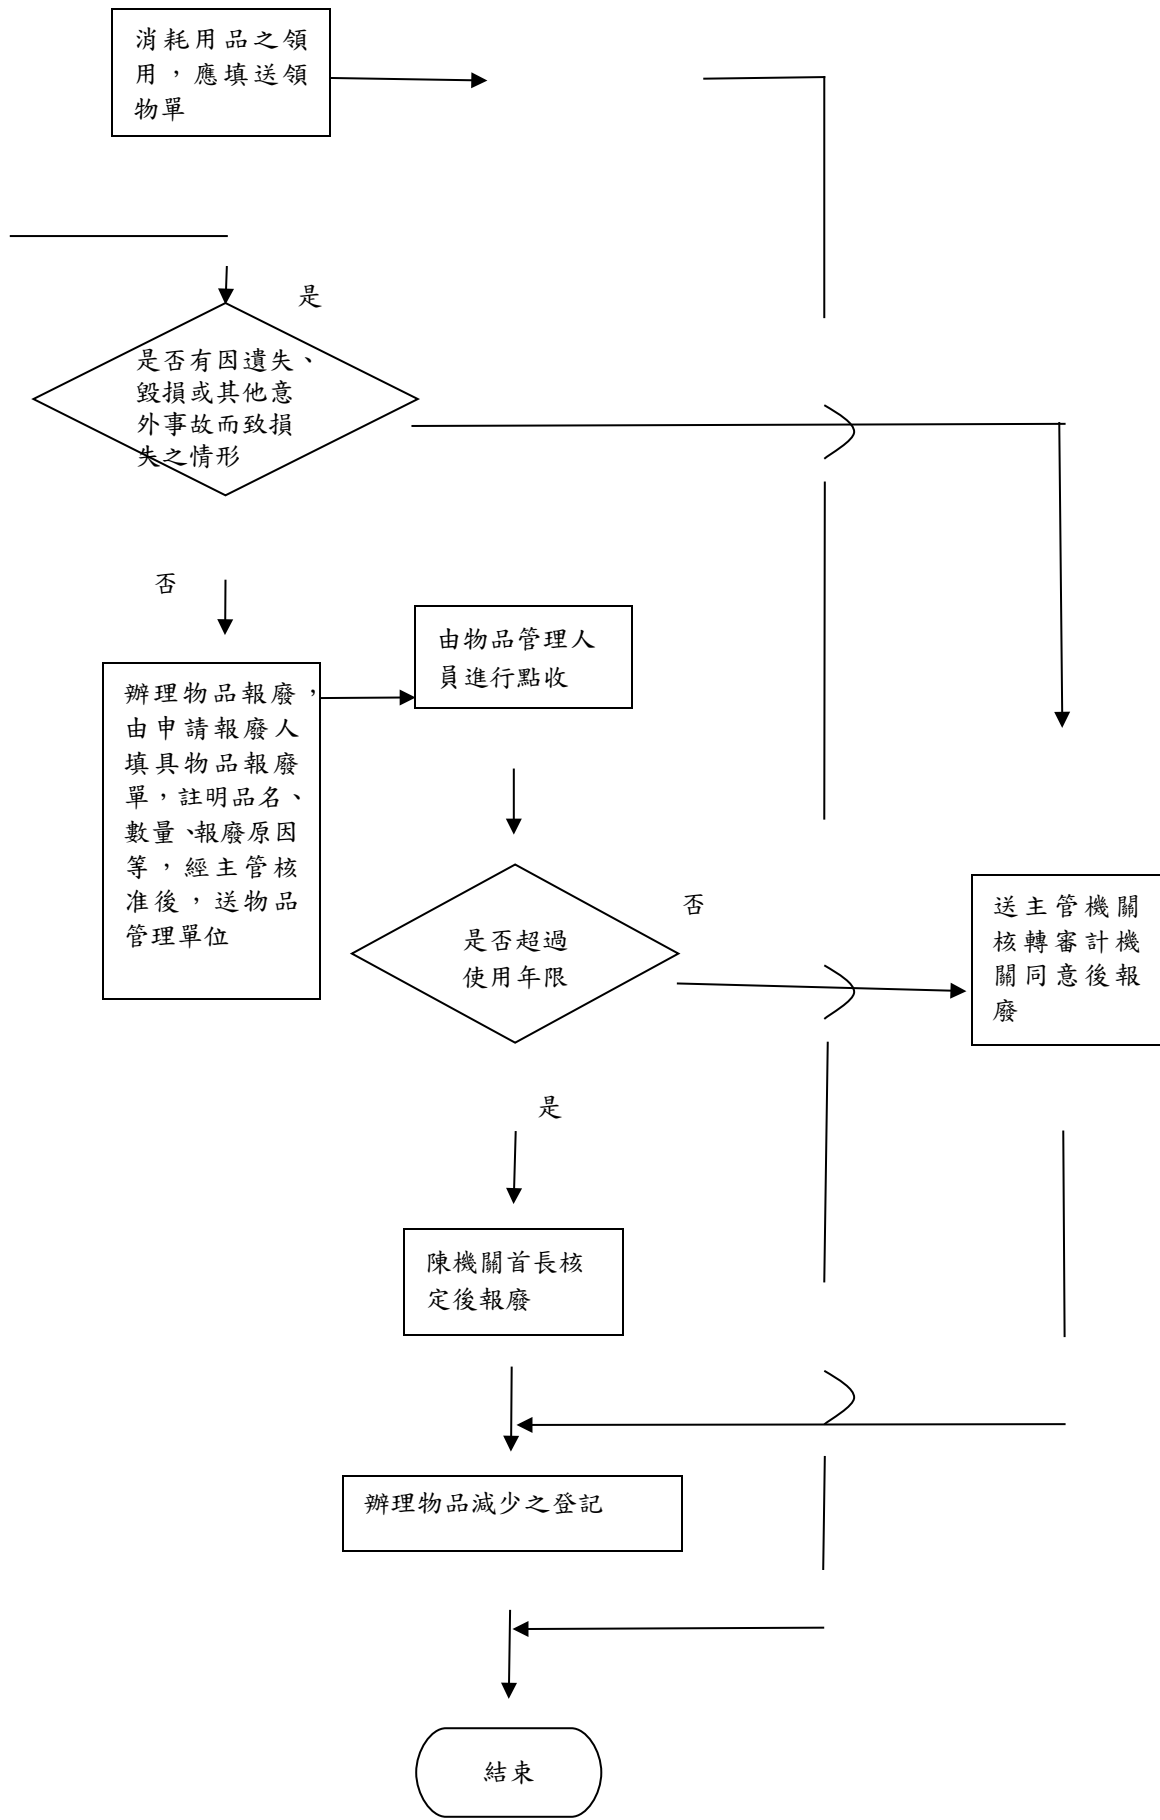 消耗用品之領
用，應填送領
物單
是
是否有因遺失、
毀損或其他意
外事故而致損
失之情形
否
由物品管理人
員進行點收
辦理物品報廢，
由申請報廢人
填具物品報廢
單，註明品名、
數量、報廢原因
等，經主管核
准後，送物品
管理單位
否
是否超過
使用年限
送主管機關
核轉審計機
關同意後報
廢
是
陳機關首長核
定後報廢
辦理物品減少之登記
結束